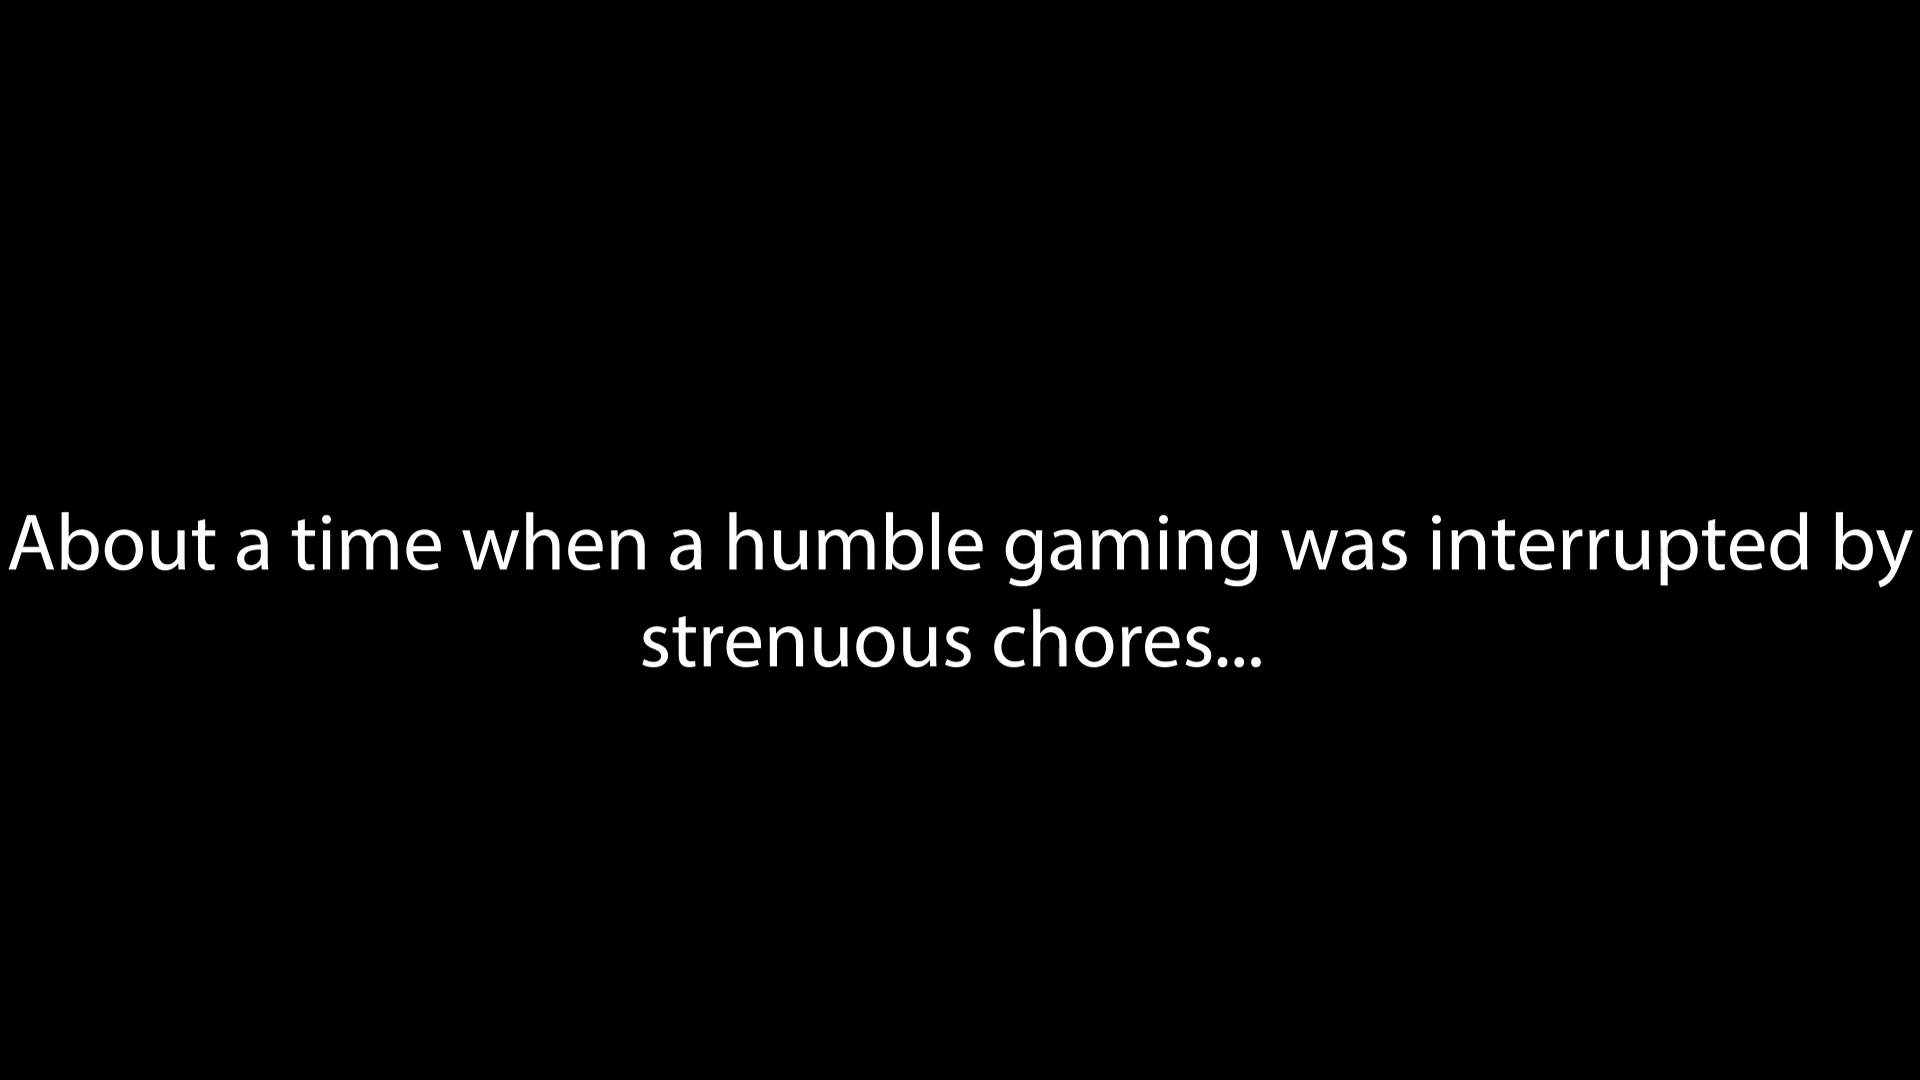 About a time when a humble gaming was interrupted by
strenuous chores...